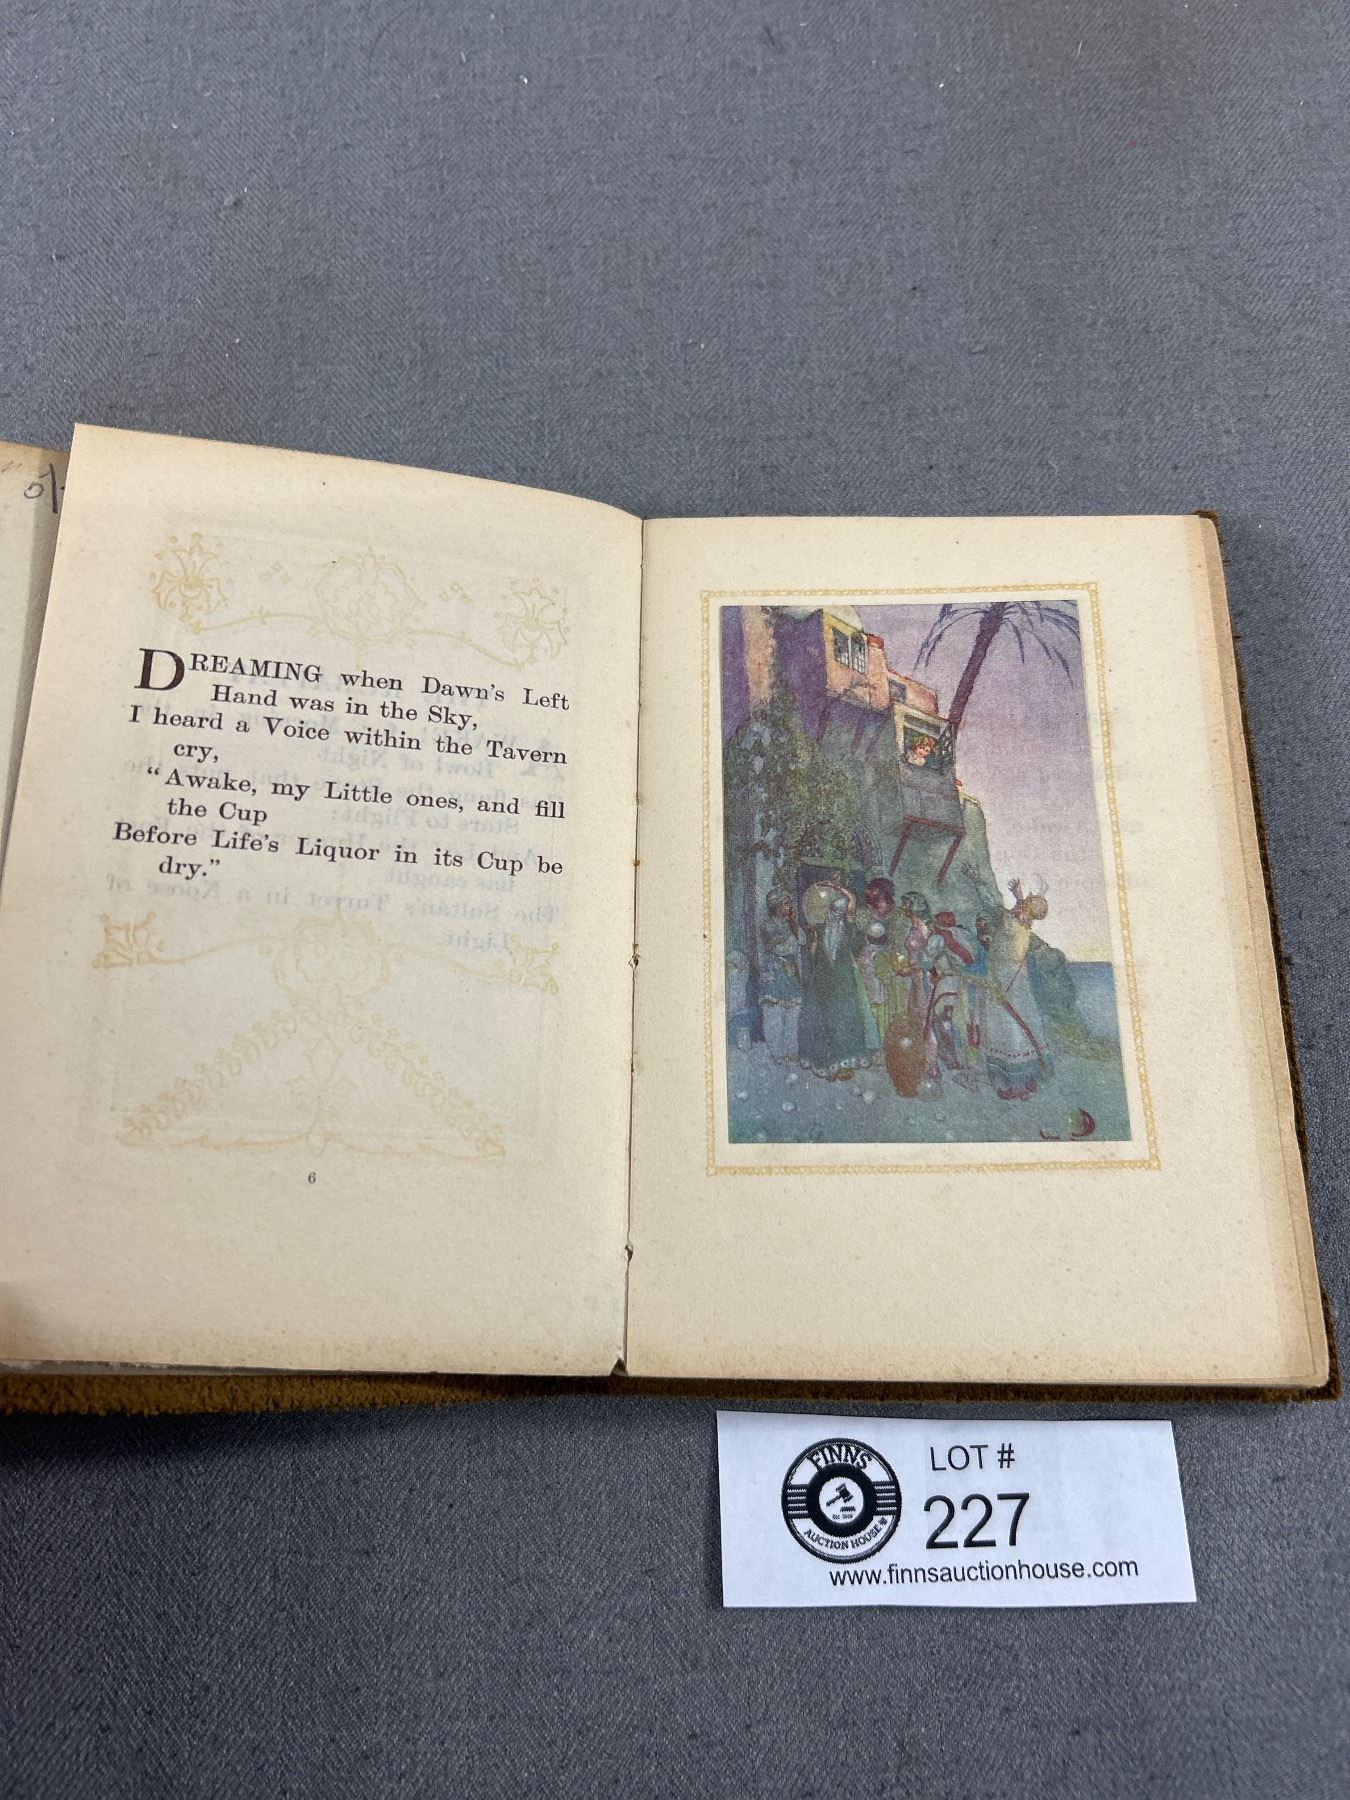 DREAMING when Dawn's Left
Hand was in the Sky,
I heard a Voice within the Tavern
cry,
"Awake, my Little ones, and fill
the Cup
Before Life's Liquor in its Cup be
dry."
6
FINNS
AUCTION HOUSE
LOT #
227
www.finnsauctionhouse.com